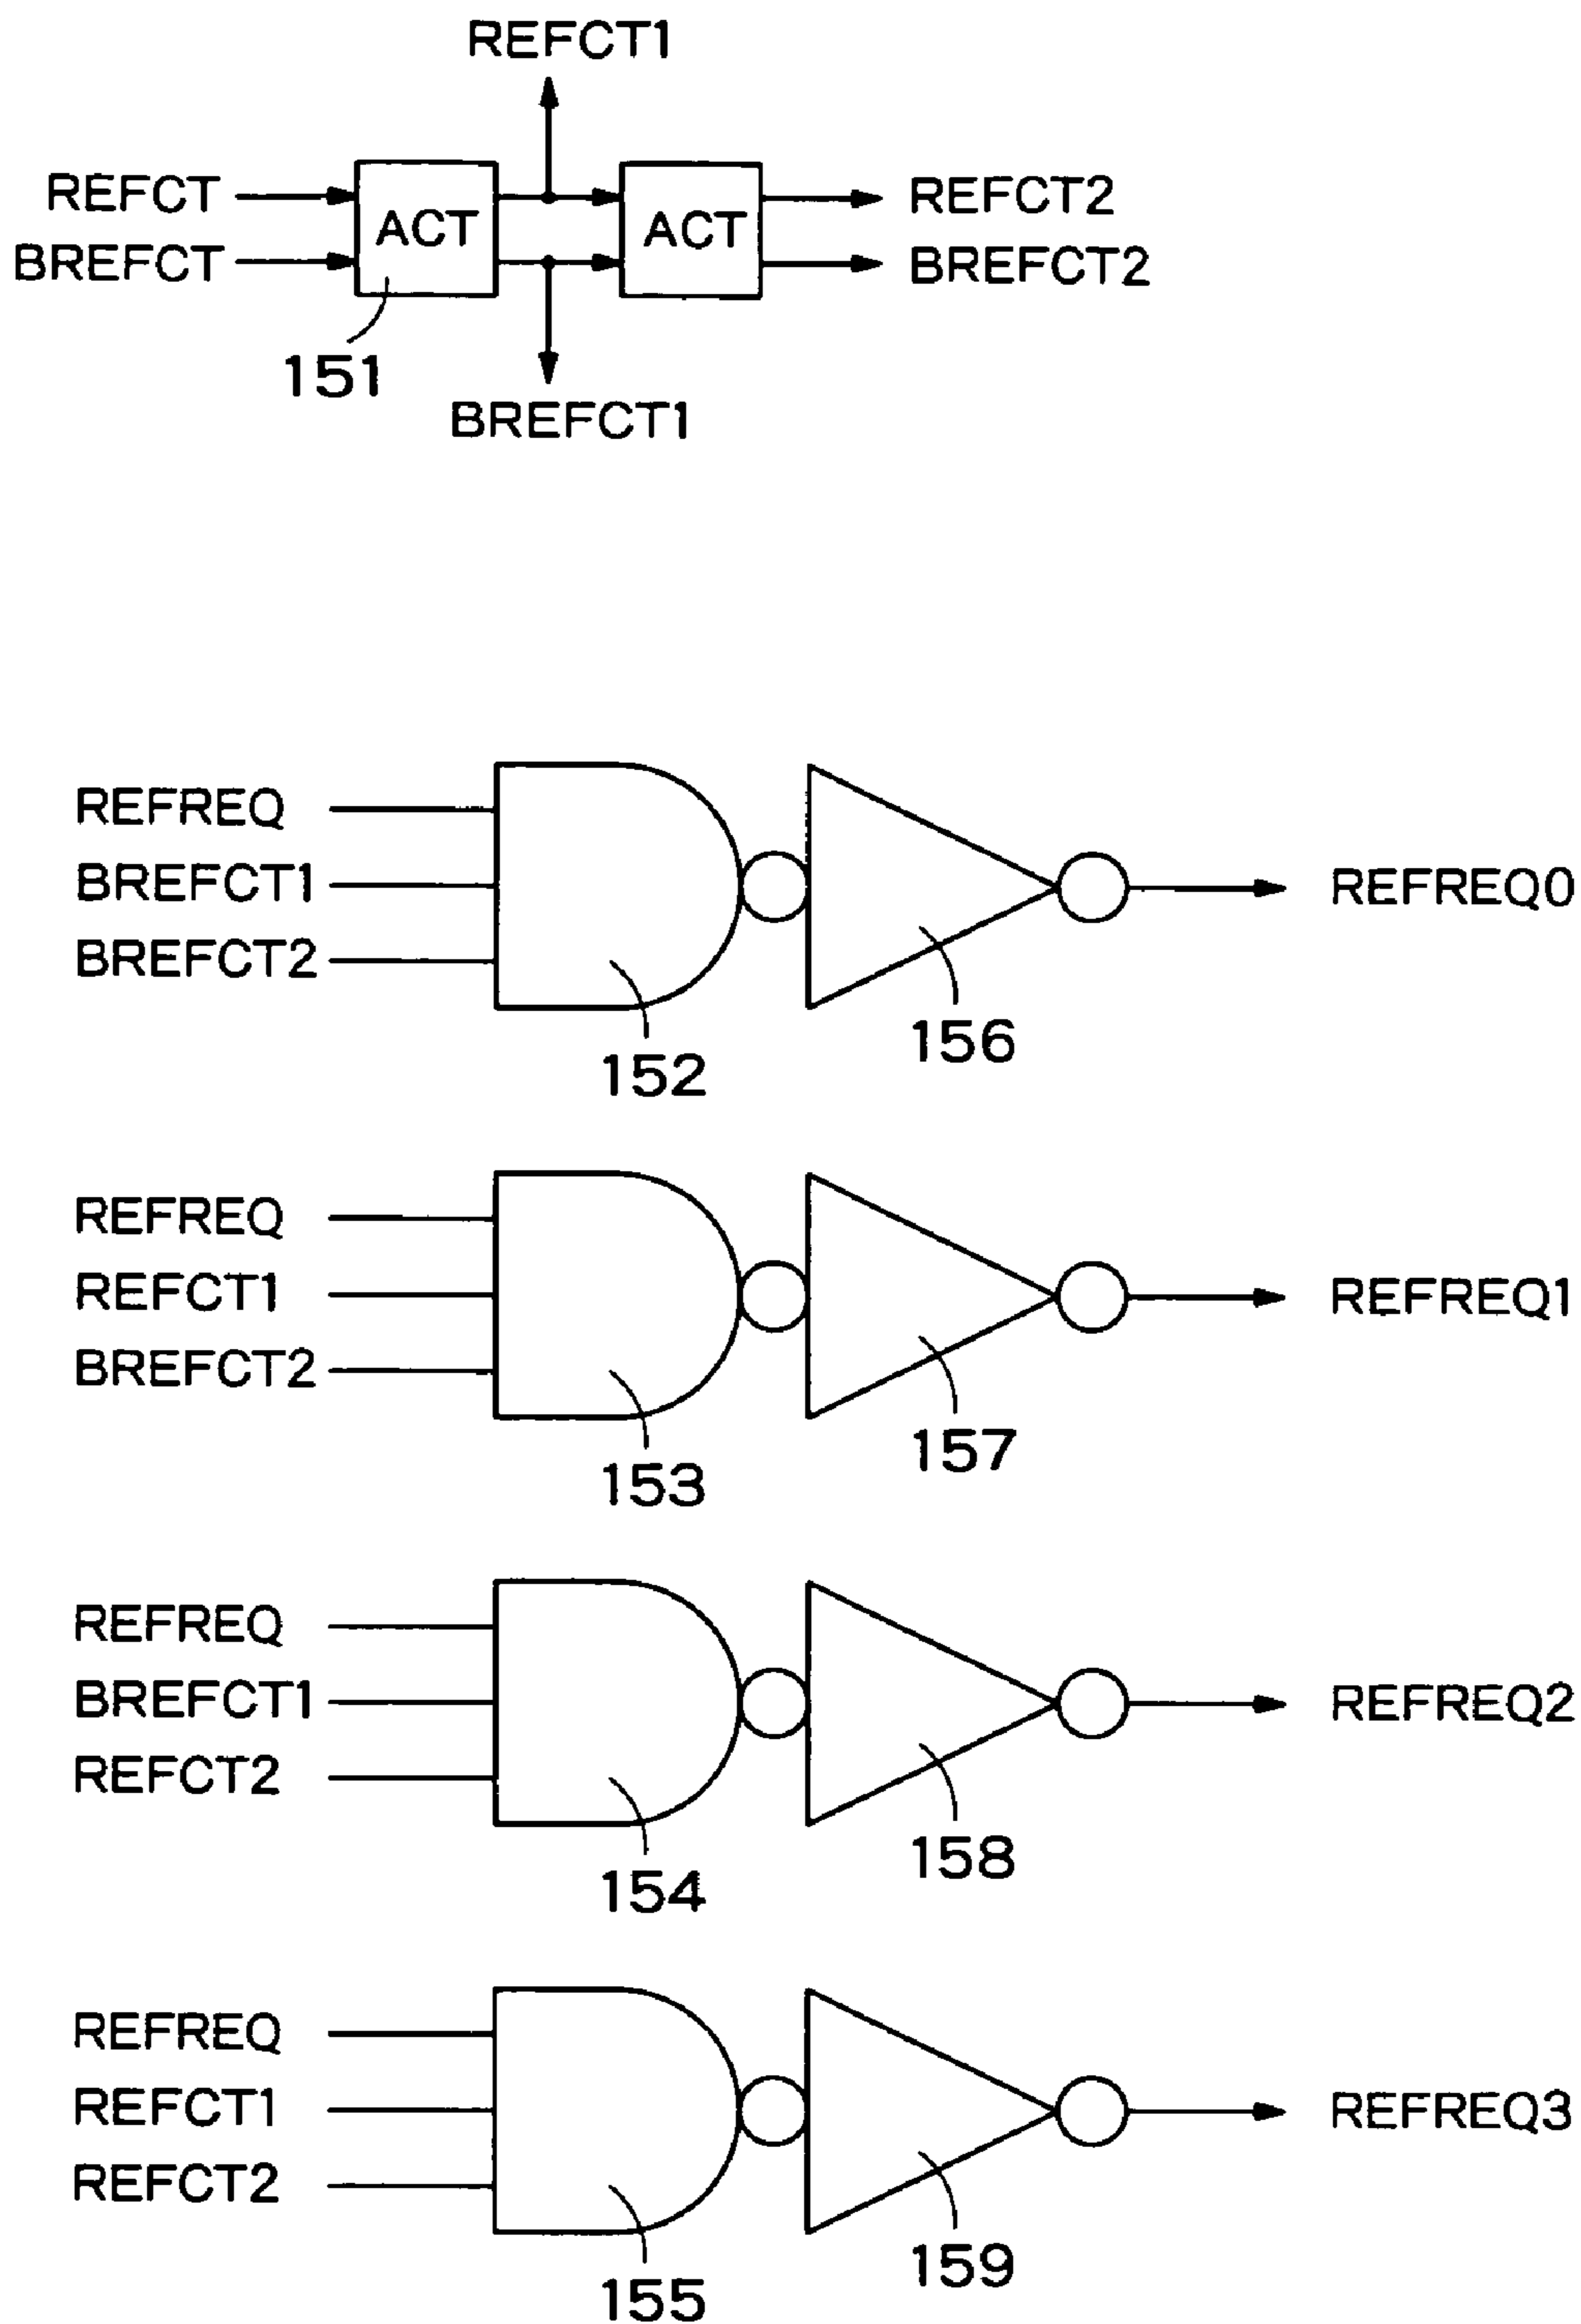 REFCT1
REFCT
BREFCT
ACT
ACT
REFCT2
BREFCT2
151
BREFCT1
REFREQ
BREFCT1
BREFCT2
152
156
REFREQ0
REFREQ
REFCT1
BREFCT2
153
157
REFREQ1
REFREQ
BREFCT1
REFCT2
154
158
REFREQ2
REFREQ
REFCT1
REFCT2
155
159
REFREQ3